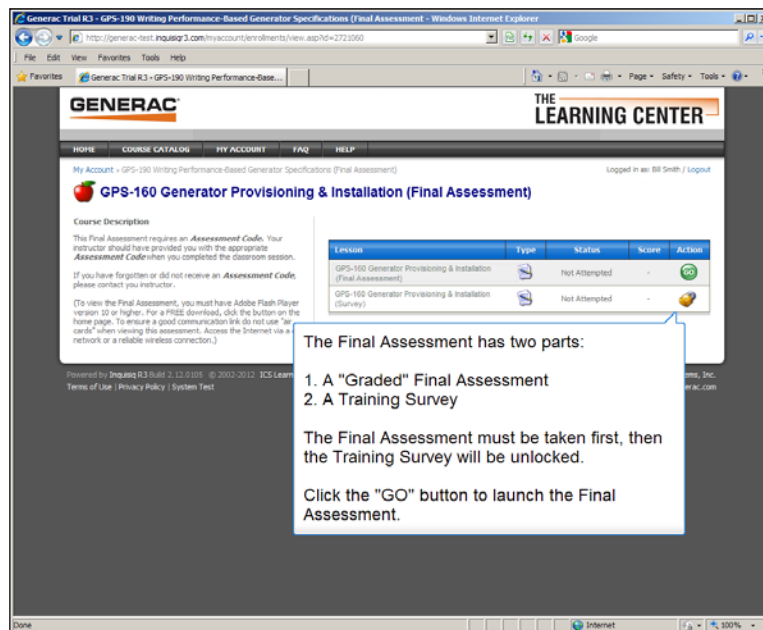 Generac Trial R3 - GPS-190 Writing Performance-Based Generator Specifications (Final Assessment - Windows Internet Explorer
http://generac-test.inquisiqr3.com/myaccount/enrolments/view.asp?id=2721060
Google
File Edit View Favorites Tools Help
Favorites Generac Trial R3 - GPS-190 Writing Performance-Base...
Page Safety Tools
GENERAC
THE
LEARNING CENTER
HOME COURSE CATALOG MY ACCOUNT FAQ HELP
My Account » GPS-190 Writing Performance-Based Generator Specifications (Final Assessment)
Logged in as: Bill Smith / Logout
GPS-160 Generator Provisioning & Installation (Final Assessment)
Course Description
This Final Assessment requires an Assessment Code. Your
instructor should have provided you with the appropriate
Assessment Code when you completed the classroom session.
If you have forgotten or did not receive an Assessment Code,
please contact you instructor.
(To view the Final Assessment, you must have Adobe Flash Player
version 10 or higher. For a FREE download, click the button on the
home page. To ensure a good communication link do not use "air
cards" when viewing this assessment. Access the Internet via a
network or a reliable wireless connection.)
Lesson Type Status Score Action
GPS-160 Generator Provisioning & Installation
(Final Assessment)
Not Attempted - GO
GPS-160 Generator Provisioning & Installation
(Survey)
Not Attempted -
The Final Assessment has two parts:
1. A "Graded" Final Assessment
2. A Training Survey
The Final Assessment must be taken first, then
the Training Survey will be unlocked.
Click the "GO" button to launch the Final
Assessment.
Powered by Inquisiq R3 Build 2.12.0105 © 2002-2012 ICS Learn
ems, Inc.
Terms of Use | Privacy Policy | System Test
erac.com
Done
Internet
100%